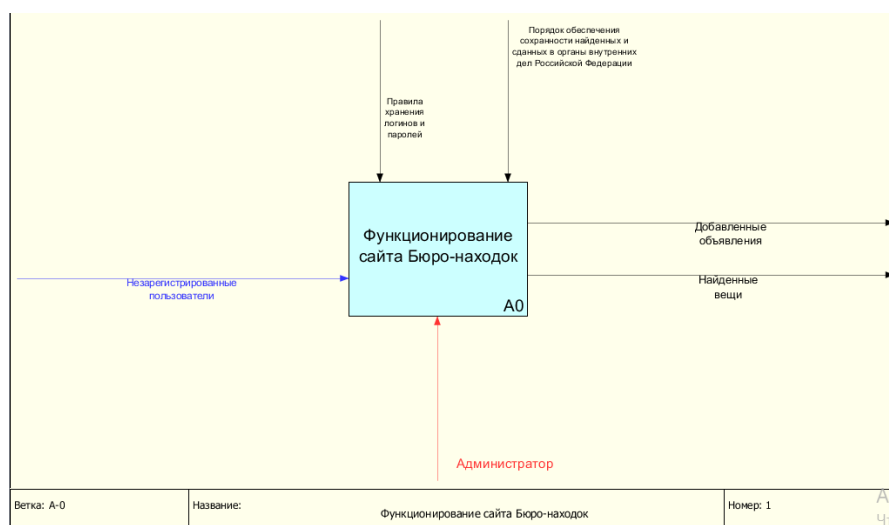 Порядок обеспечения
сохранности найденных и
сданных в органы внутренних
дел Российской Федерации
Правила
хранения
логинов и
паролей
Функционирование
сайта Бюро-находок
A0
Добавленные
объявления
Незарегистрированные
пользователи
Найденные
вещи
Администратор
Ветка: A-0
Название:
Функционирование сайта Бюро-находок
Номер: 1